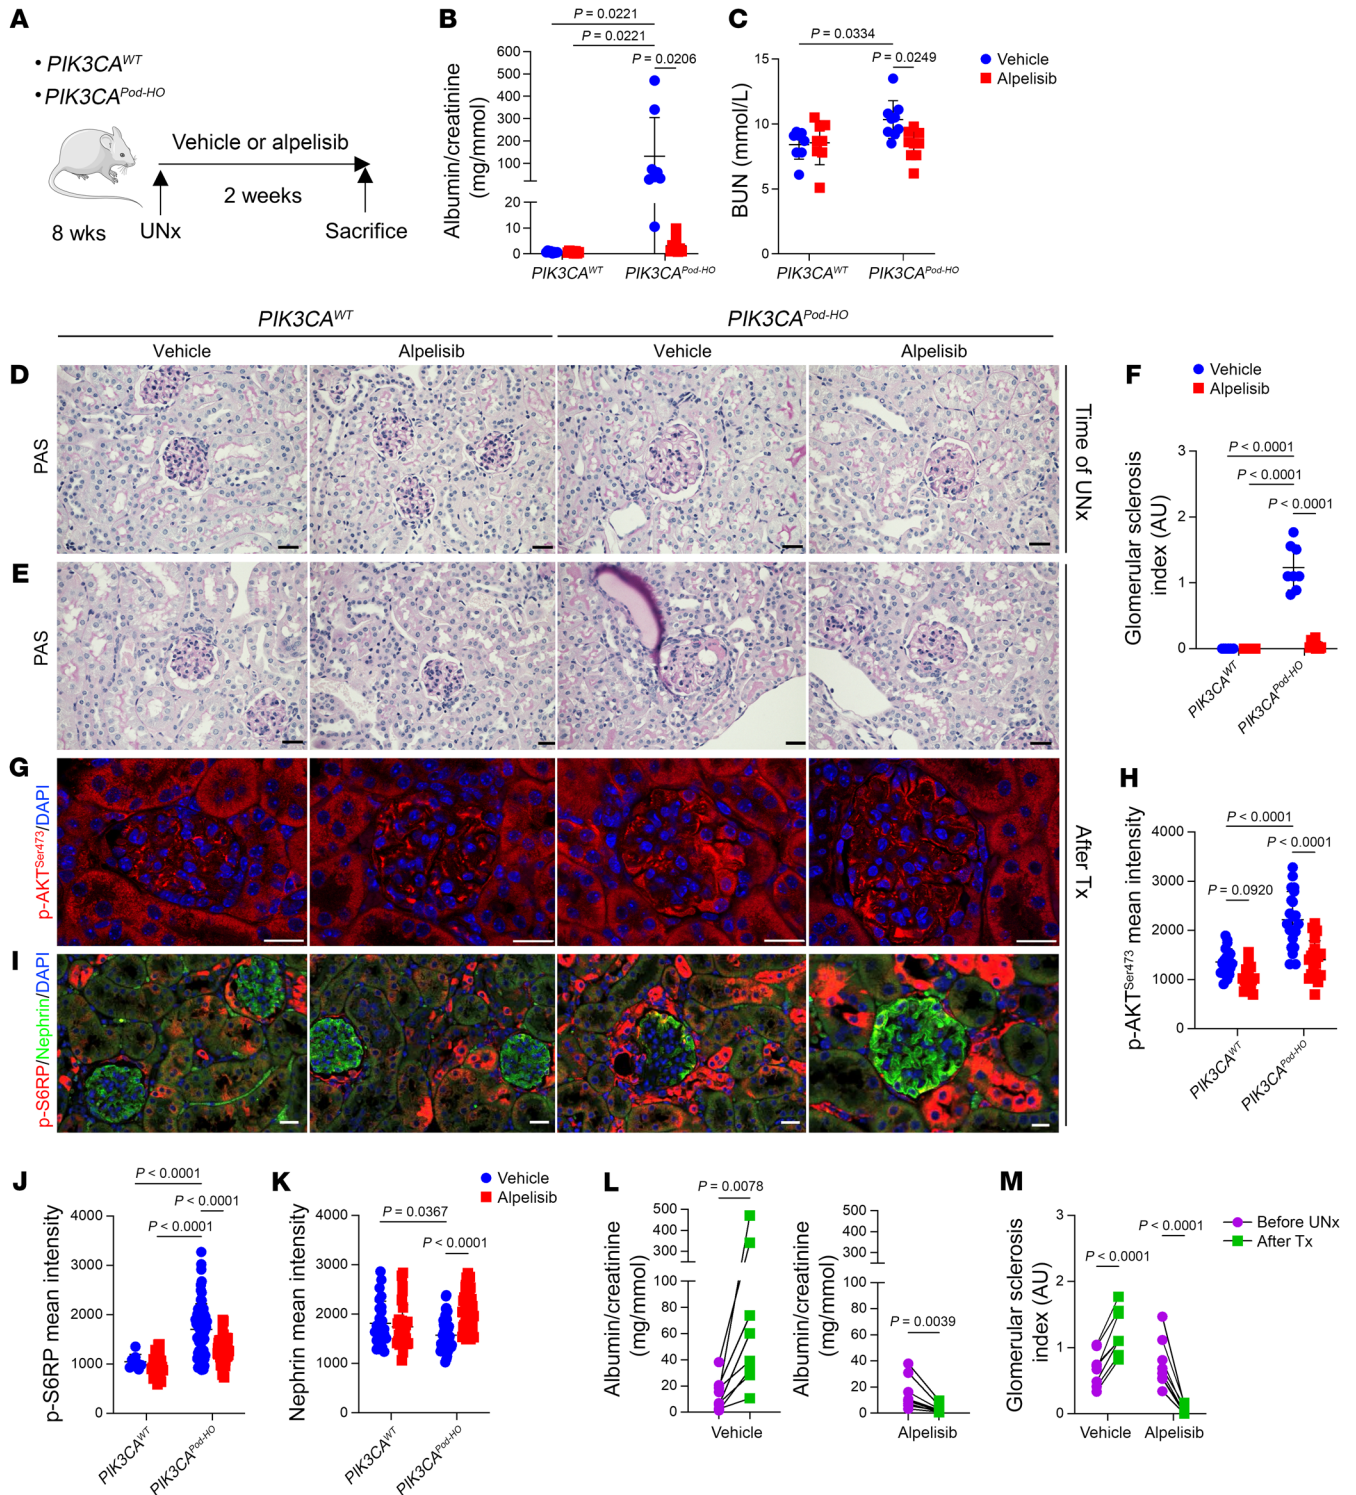 A
• PIK3CA^WT
• PIK3CA^Pod-HO
Vehicle or alpelisib
2 weeks
8 wks
UNx
Sacrifice
B
P = 0.0221
P = 0.0221
P = 0.0206
Albumin/creatinine
(mg/mmol)
600
500
400
300
200
100
20
10
0
PIK3CA^WT
PIK3CA^Pod-HO
C
P = 0.0334
P = 0.0249
BUN (mmol/L)
15
10
5
0
PIK3CA^WT
PIK3CA^Pod-HO
Vehicle
Alpelisib
PIK3CA^WT
PIK3CA^Pod-HO
Vehicle
Alpelisib
Vehicle
Alpelisib
D
PAS
Time of UNx
E
PAS
F
Vehicle
Alpelisib
P < 0.0001
P < 0.0001
P < 0.0001
Glomerular sclerosis
index (AU)
3
2
1
0
PIK3CA^WT
PIK3CA^Pod-HO
G
p-AKT^Ser473/DAPI
After Tx
H
P < 0.0001
P < 0.0001
P = 0.0920
p-AKT^Ser473 mean intensity
4000
3000
2000
1000
0
PIK3CA^WT
PIK3CA^Pod-HO
I
p-S6RP/Nephrin/DAPI
J
P < 0.0001
P < 0.0001
P < 0.0001
p-S6RP mean intensity
4000
3000
2000
1000
0
PIK3CA^WT
PIK3CA^Pod-HO
K
Vehicle
Alpelisib
P = 0.0367
P < 0.0001
Nephrin mean intensity
4000
3000
2000
1000
0
PIK3CA^WT
PIK3CA^Pod-HO
L
P = 0.0078
Albumin/creatinine
(mg/mmol)
500
300
100
80
60
40
20
0
Vehicle
P = 0.0039
Albumin/creatinine
(mg/mmol)
500
300
100
80
60
40
20
0
Alpelisib
M
P < 0.0001
P < 0.0001
Before UNx
After Tx
Glomerular sclerosis
index (AU)
3
2
1
0
Vehicle
Alpelisib